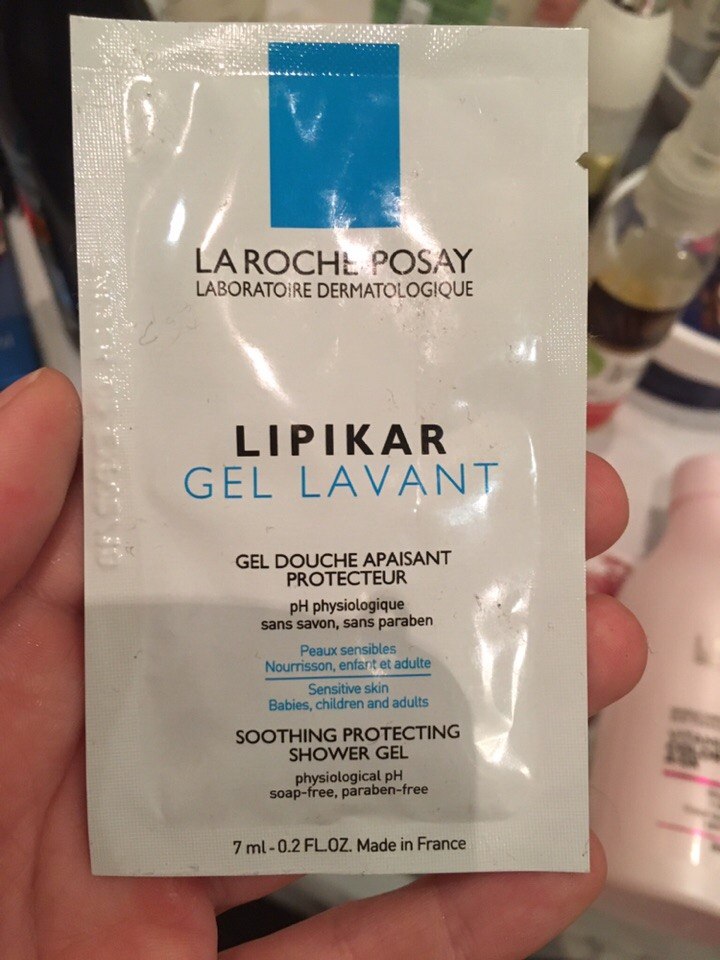 LA ROCHE-POSAY
LABORATOIRE DERMATOLOGIQUE
LIPIKAR
GEL LAVANT
GEL DOUCHE APAISANT
PROTECTEUR
pH physiologique
sans savon, sans paraben
Peaux sensibles
Nourrisson, enfant et adulte
Sensitive skin
Babies, children and adults
SOOTHING PROTECTING
SHOWER GEL
physiological pH
soap-free, paraben-free
7 ml - 0.2 FL.OZ. Made in France